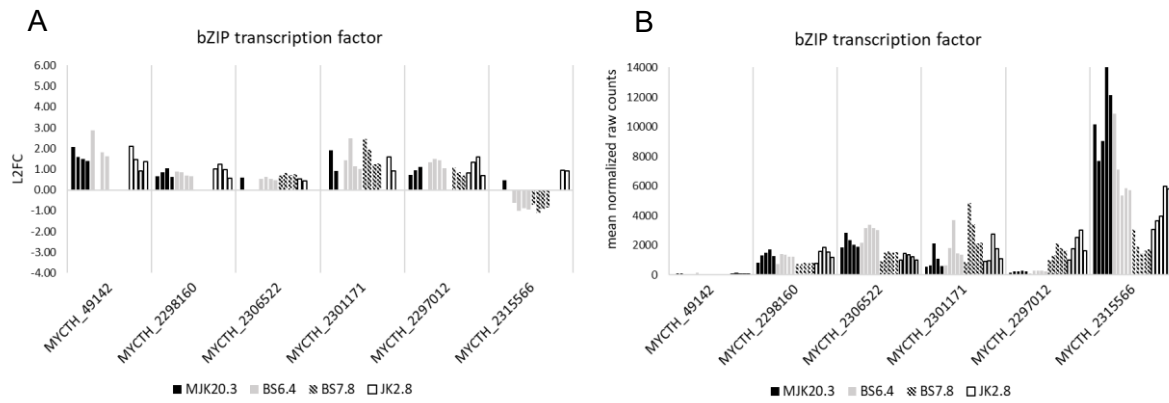 A
bZIP transcription factor
L2FC
6.00
5.00
4.00
3.00
2.00
1.00
0.00
-1.00
-2.00
-3.00
-4.00
MYCTH_49142
MYCTH_2298160
MYCTH_2306522
MYCTH_2301171
MYCTH_2297012
MYCTH_2315566
MJK20.3 BS6.4 BS7.8 JK2.8
B
bZIP transcription factor
mean normalized raw counts
14000
12000
10000
8000
6000
4000
2000
0
MYCTH_49142
MYCTH_2298160
MYCTH_2306522
MYCTH_2301171
MYCTH_2297012
MYCTH_2315566
MJK20.3 BS6.4 BS7.8 JK2.8